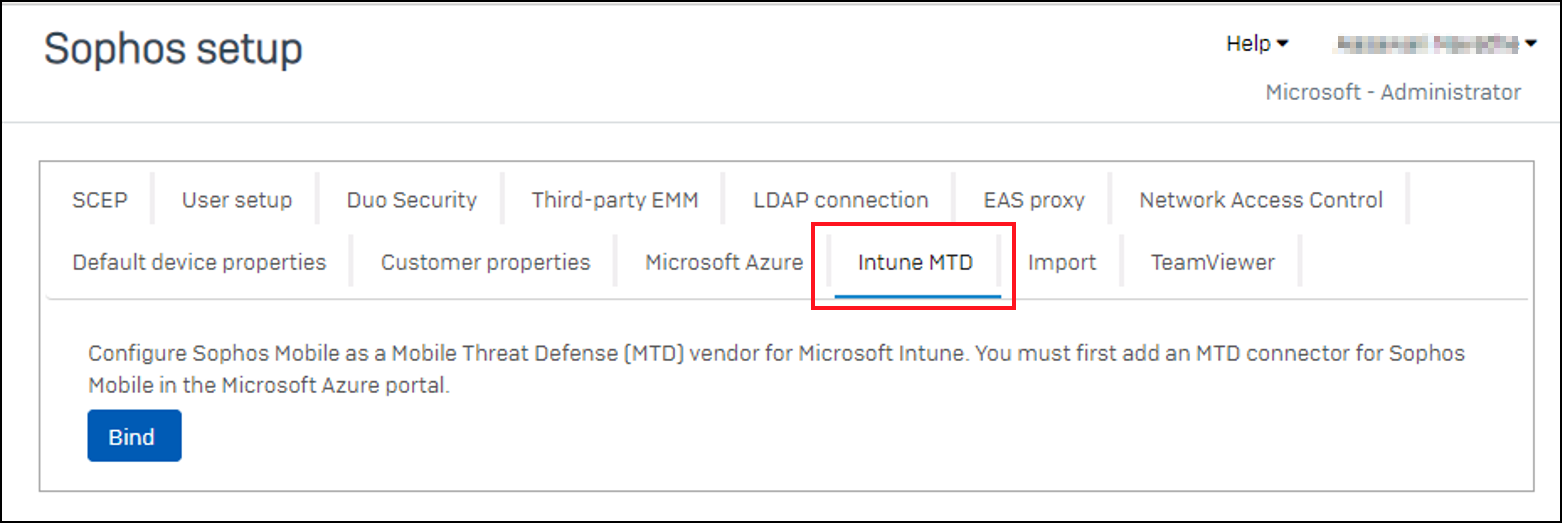 Sophos setup
Help
Microsoft - Administrator
SCEP User setup Duo Security Third-party EMM LDAP connection EAS proxy Network Access Control
Default device properties Customer properties Microsoft Azure Intune MTD Import TeamViewer
Configure Sophos Mobile as a Mobile Threat Defense (MTD) vendor for Microsoft Intune. You must first add an MTD connector for Sophos
Mobile in the Microsoft Azure portal.
Bind